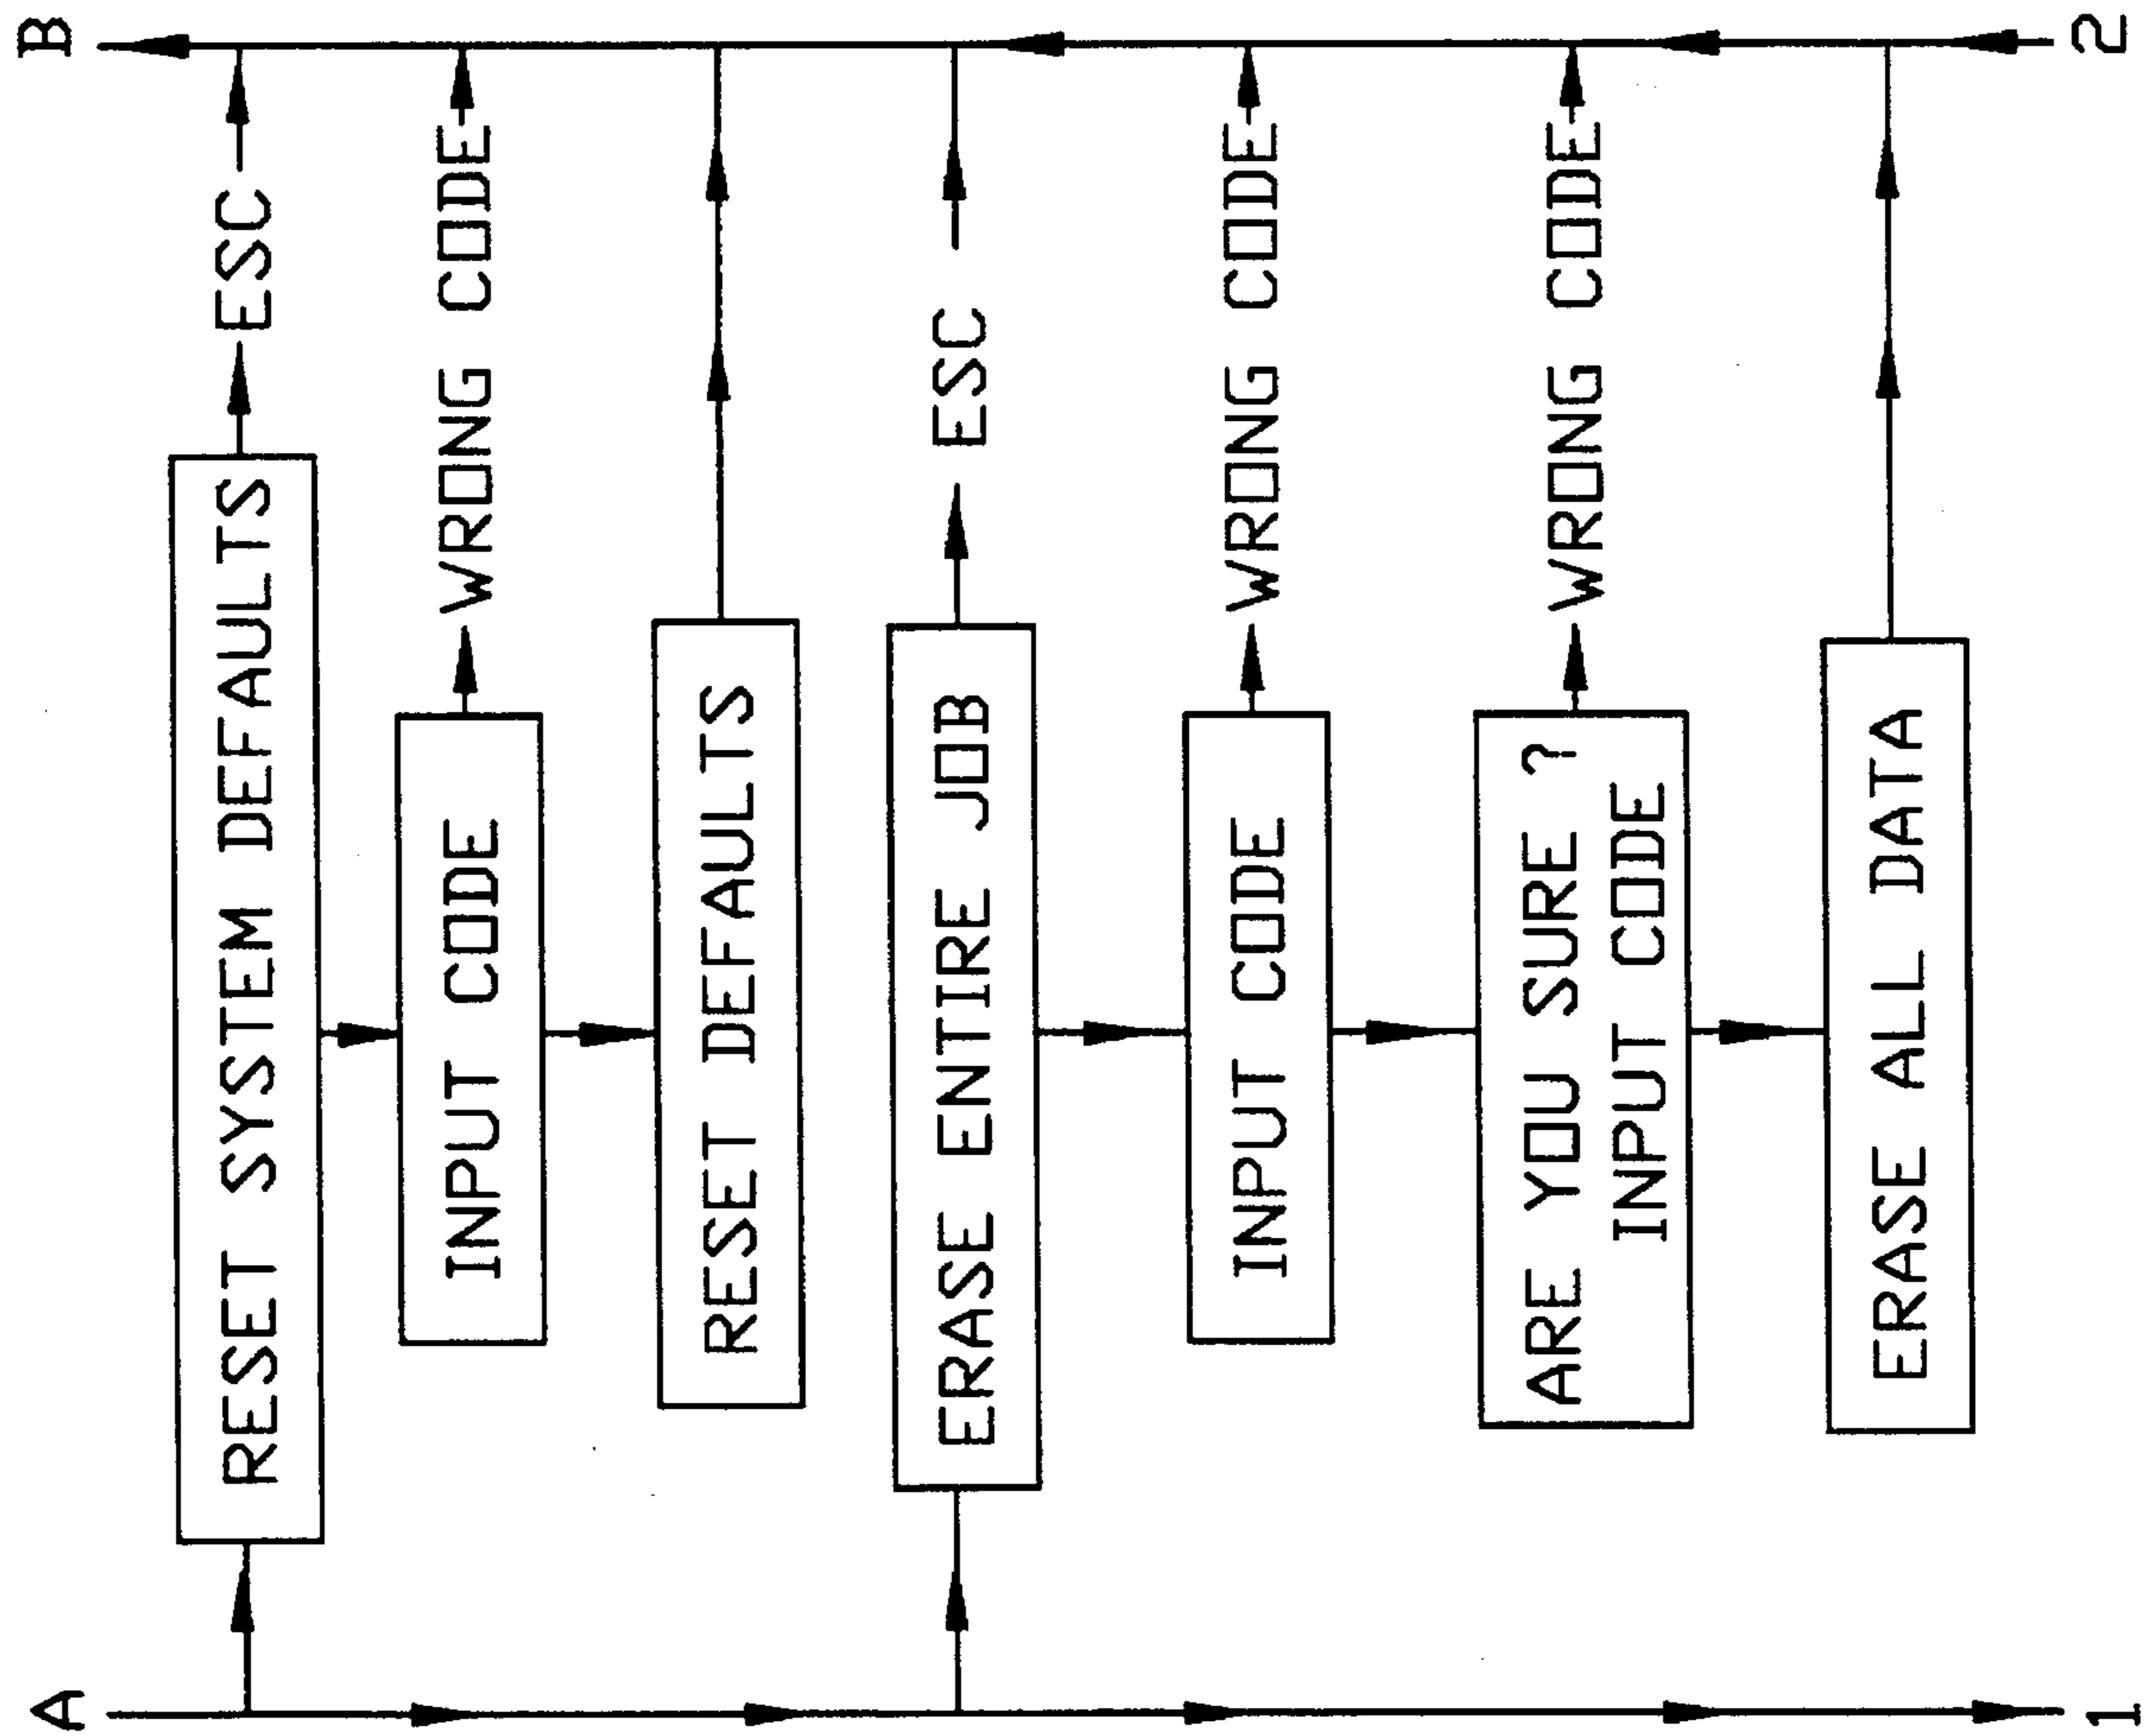 A
B
RESET SYSTEM DEFAULTS
ESC
INPUT CODE
WRONG CODE
RESET DEFAULTS
ERASE ENTIRE JOB
ESC
INPUT CODE
WRONG CODE
ARE YOU SURE ?
INPUT CODE
WRONG CODE
ERASE ALL DATA
1
2